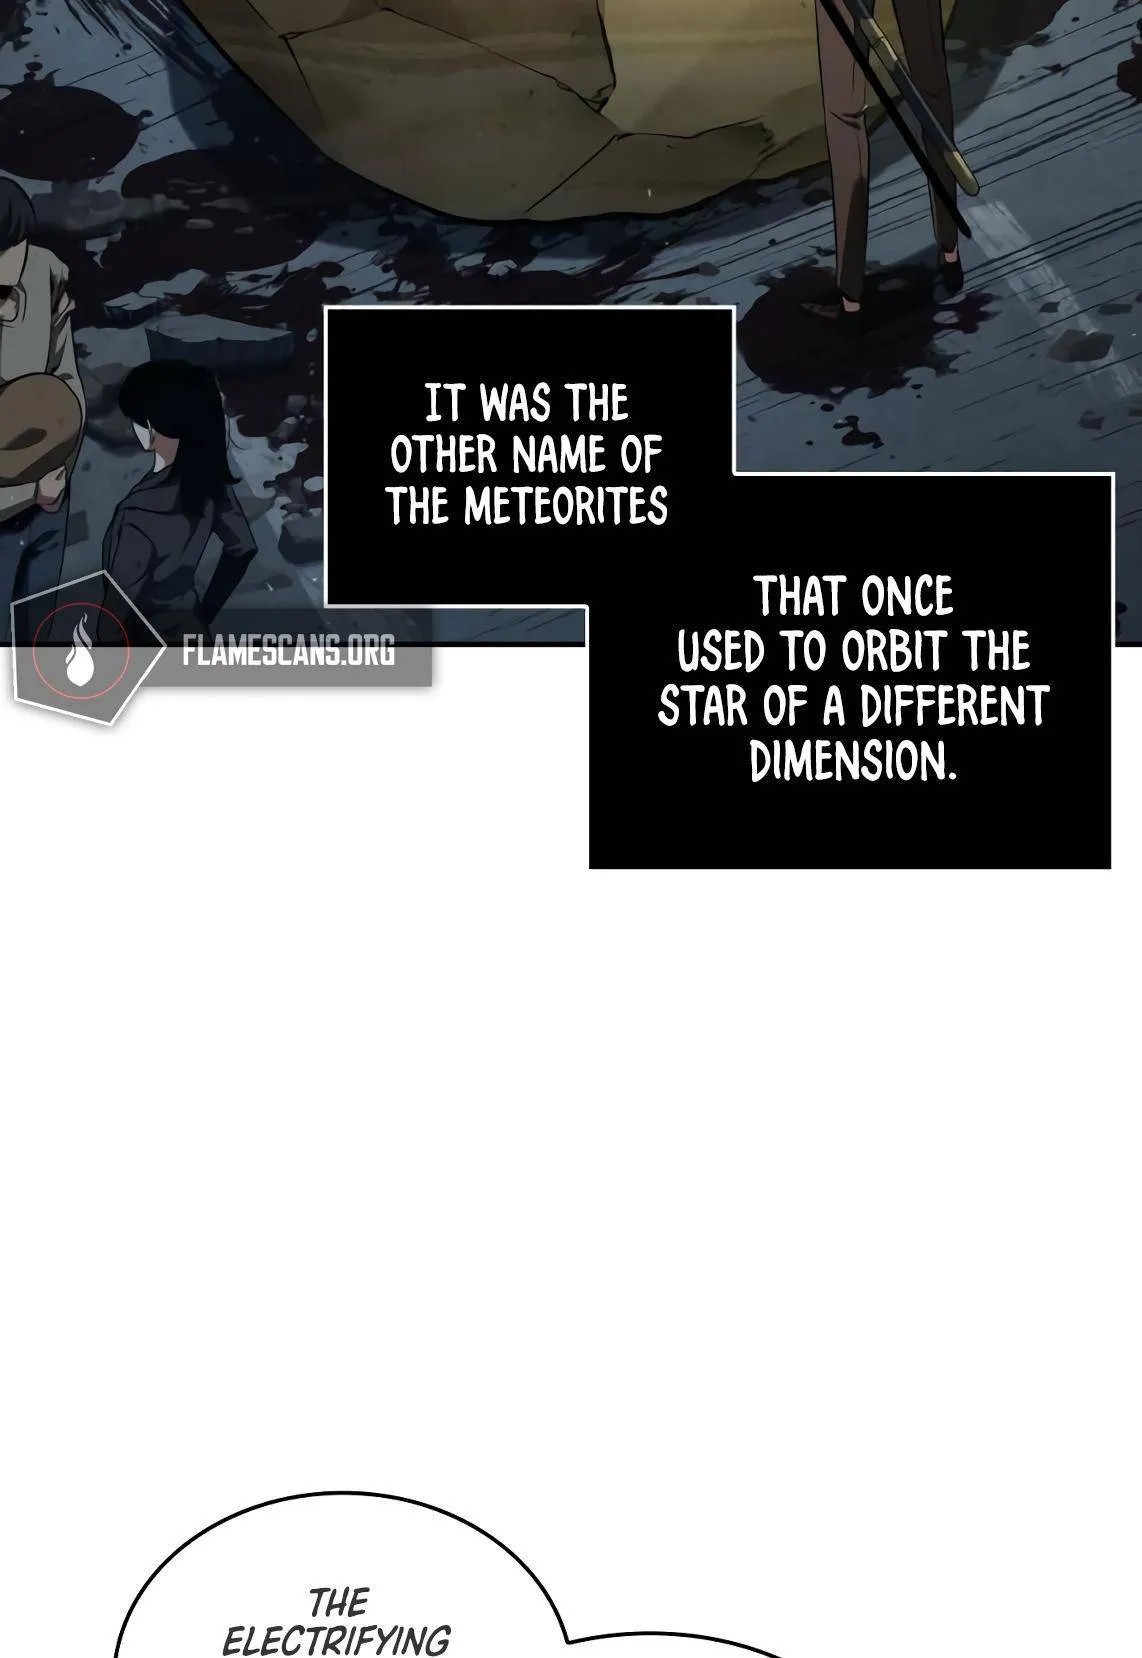 IT WAS THE
OTHER NAME OF
THE METEORITES
THAT ONCE
USED TO ORBIT THE
STAR OF A DIFFERENT
DIMENSION.
FLAMESCANS.ORG
THE
ELECTRIFYING